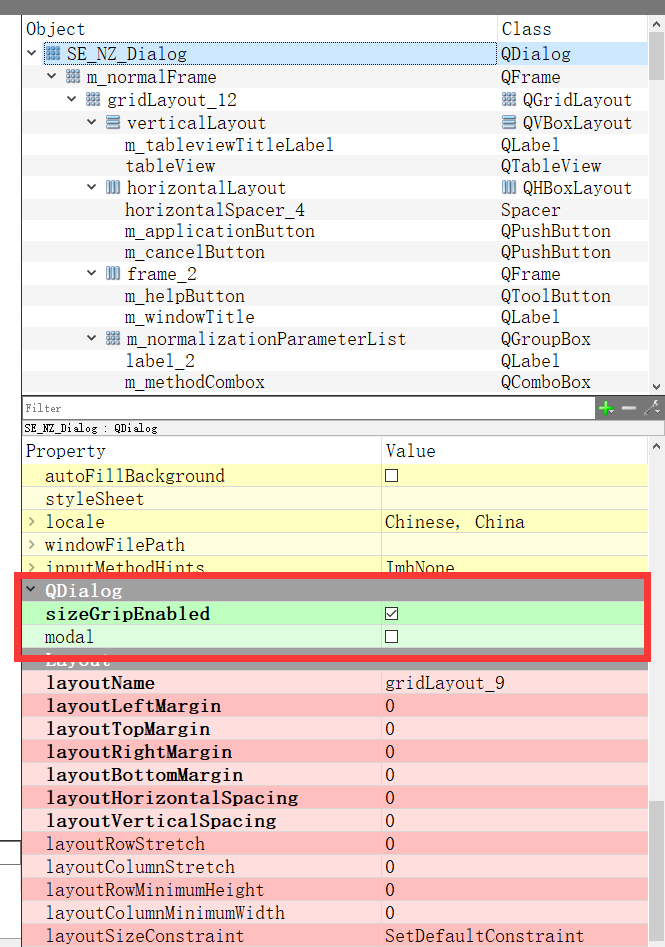 Object Class
SE_NZ_Dialog QDialog
m_normalFrame QFrame
gridLayout_12 QGridLayout
verticalLayout QVBoxLayout
m_tableviewTitleLabel QLabel
tableView QTableView
horizontalLayout QHBoxLayout
horizontalSpacer_4 Spacer
m_applicationButton QPushButton
m_cancelButton QPushButton
frame_2 QFrame
m_helpButton QToolButton
m_windowTitle QLabel
m_normalizationParameterList QGroupBox
label_2 QLabel
m_methodCombox QComboBox
Filter
SE_NZ_Dialog : QDialog
Property Value
autoFillBackground
styleSheet
locale Chinese, China
windowFilePath
inputMethodHints ImhNone
QDialog
sizeGripEnabled
modal
Layout
layoutName gridLayout_9
layoutLeftMargin 0
layoutTopMargin 0
layoutRightMargin 0
layoutBottomMargin 0
layoutHorizontalSpacing 0
layoutVerticalSpacing 0
layoutRowStretch 0
layoutColumnStretch 0
layoutRowMinimumHeight 0
layoutColumnMinimumWidth 0
layoutSizeConstraint SetDefaultConstraint